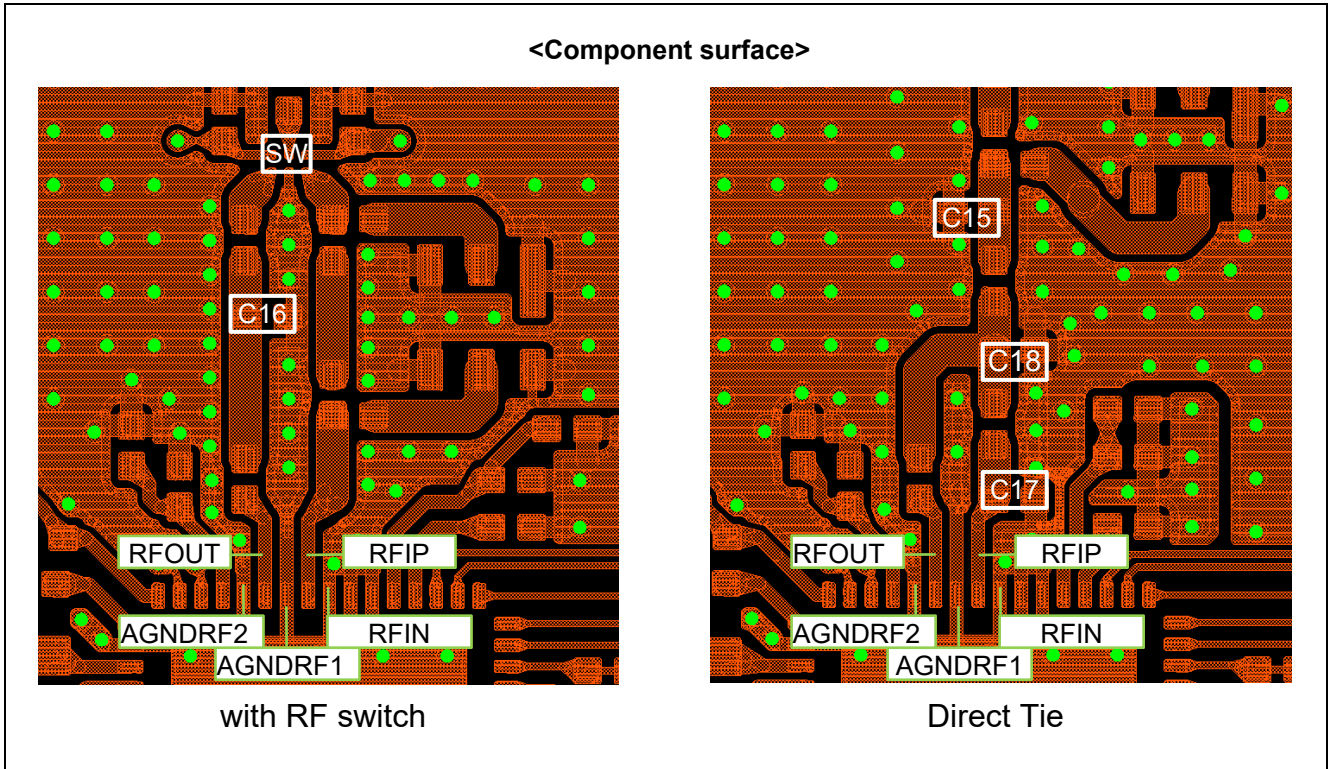 <Component surface>
SW
C16
RFOUT
RFIP
AGNDRF2
RFIN
AGNDRF1
with RF switch
C15
C18
C17
RFOUT
RFIP
AGNDRF2
RFIN
AGNDRF1
Direct Tie